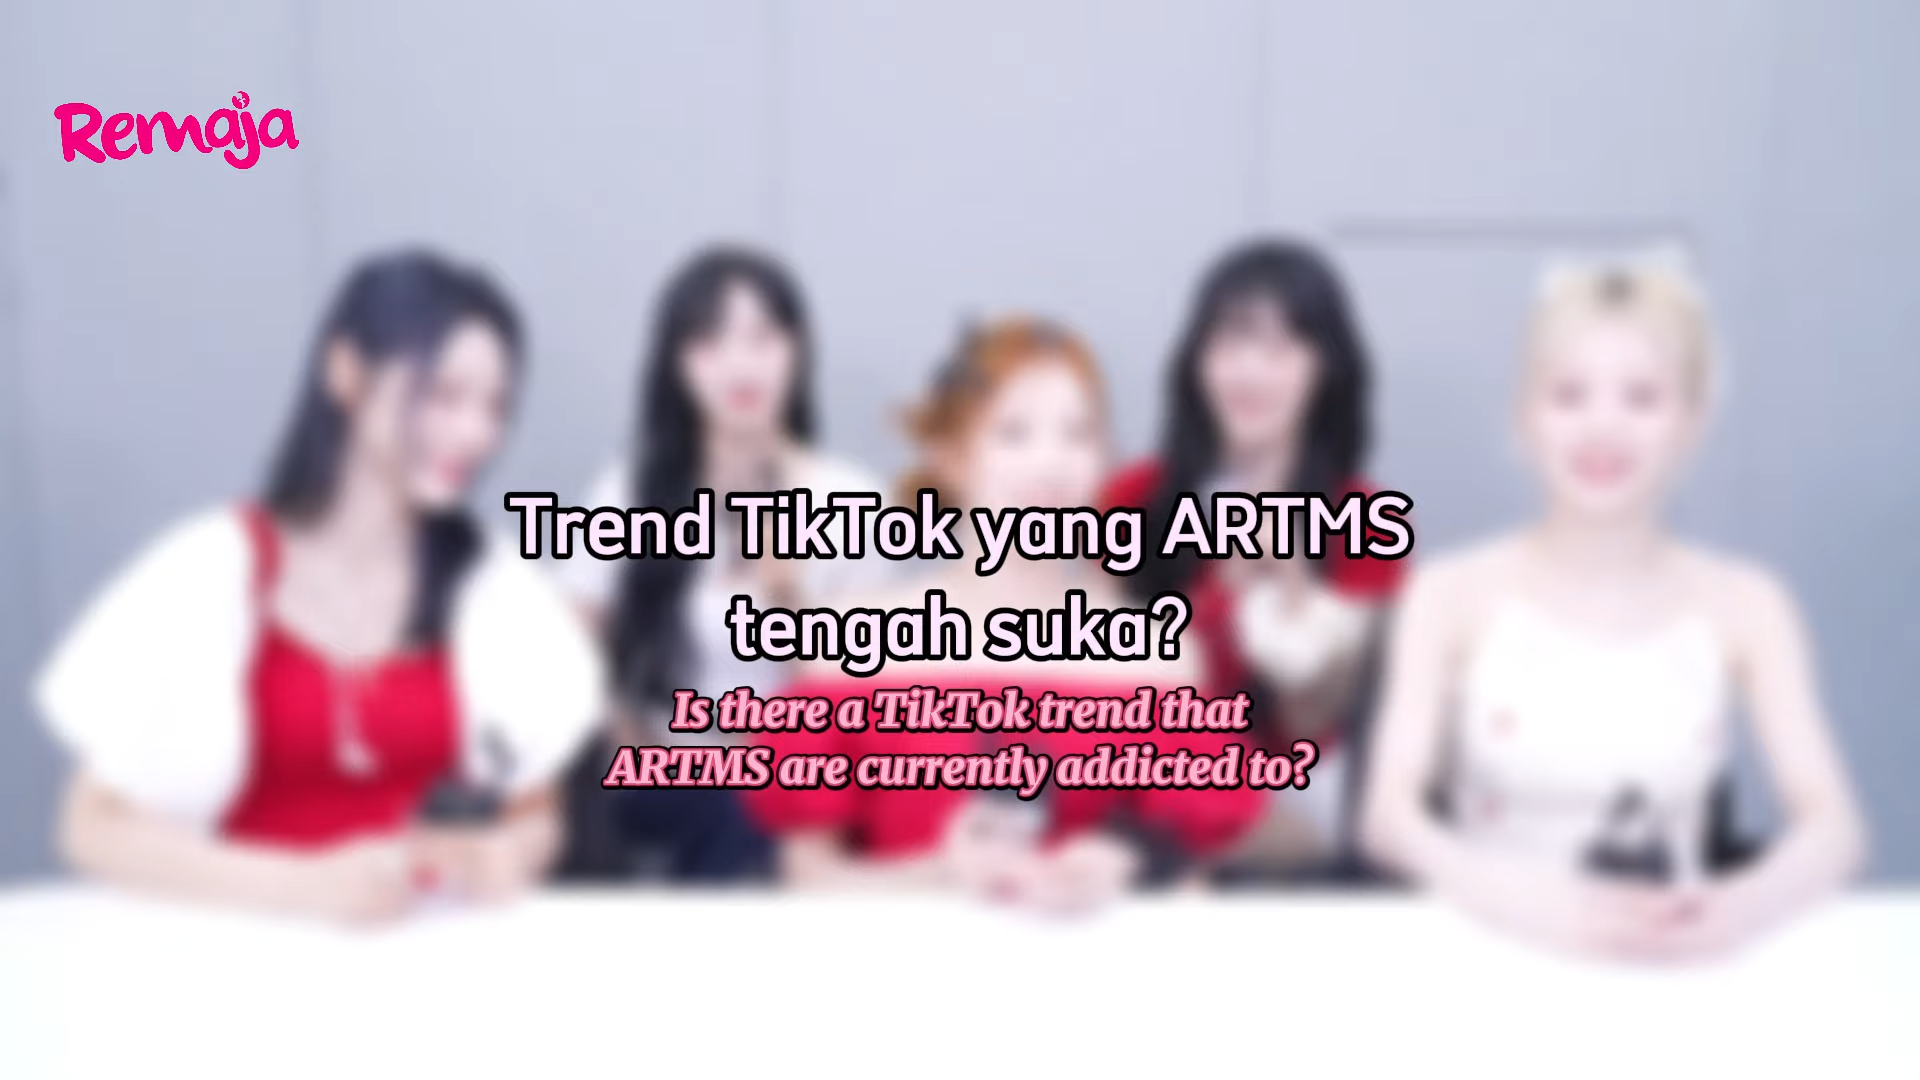 Remaja
Trend TikTok yang ARTMS
tengah suka?
Is there a TikTok trend that
ARTMS are currently addicted to?